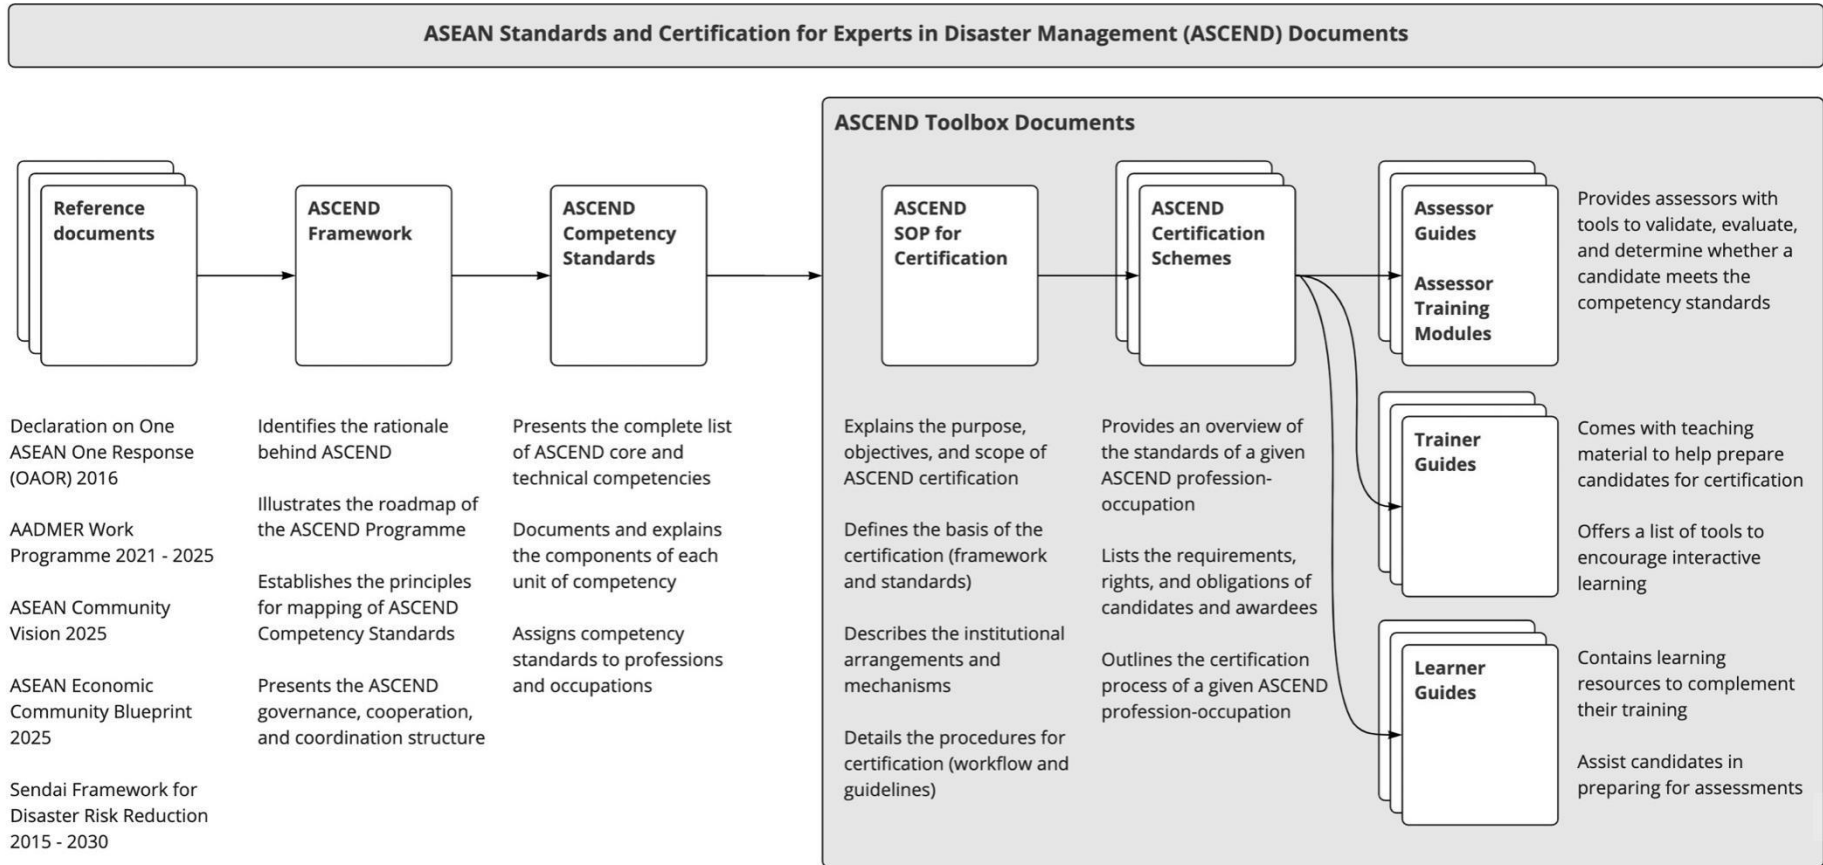 ASEAN Standards and Certification for Experts in Disaster Management (ASCEND) Documents
ASCEND Toolbox Documents
Reference
documents
ASCEND
Framework
ASCEND
Competency
Standards
ASCEND
SOP for
Certification
ASCEND
Certification
Schemes
Assessor
Guides
Assessor
Training
Modules
Provides assessors with
tools to validate, evaluate,
and determine whether a
candidate meets the
competency standards
Declaration on One
ASEAN One Response
(OAOR) 2016
AADMER Work
Programme 2021 - 2025
ASEAN Community
Vision 2025
ASEAN Economic
Community Blueprint
2025
Sendai Framework for
Disaster Risk Reduction
2015 - 2030
Identifies the rationale
behind ASCEND
Illustrates the roadmap of
the ASCEND Programme
Establishes the principles
for mapping of ASCEND
Competency Standards
Presents the ASCEND
governance, cooperation,
and coordination structure
Presents the complete list
of ASCEND core and
technical competencies
Documents and explains
the components of each
unit of competency
Assigns competency
standards to professions
and occupations
Explains the purpose,
objectives, and scope of
ASCEND certification
Defines the basis of the
certification (framework
and standards)
Describes the institutional
arrangements and
mechanisms
Details the procedures for
certification (workflow and
guidelines)
Provides an overview of
the standards of a given
ASCEND profession-
occupation
Lists the requirements,
rights, and obligations of
candidates and awardees
Outlines the certification
process of a given ASCEND
profession-occupation
Trainer
Guides
Comes with teaching
material to help prepare
candidates for certification
Offers a list of tools to
encourage interactive
learning
Learner
Guides
Contains learning
resources to complement
their training
Assist candidates in
preparing for assessments